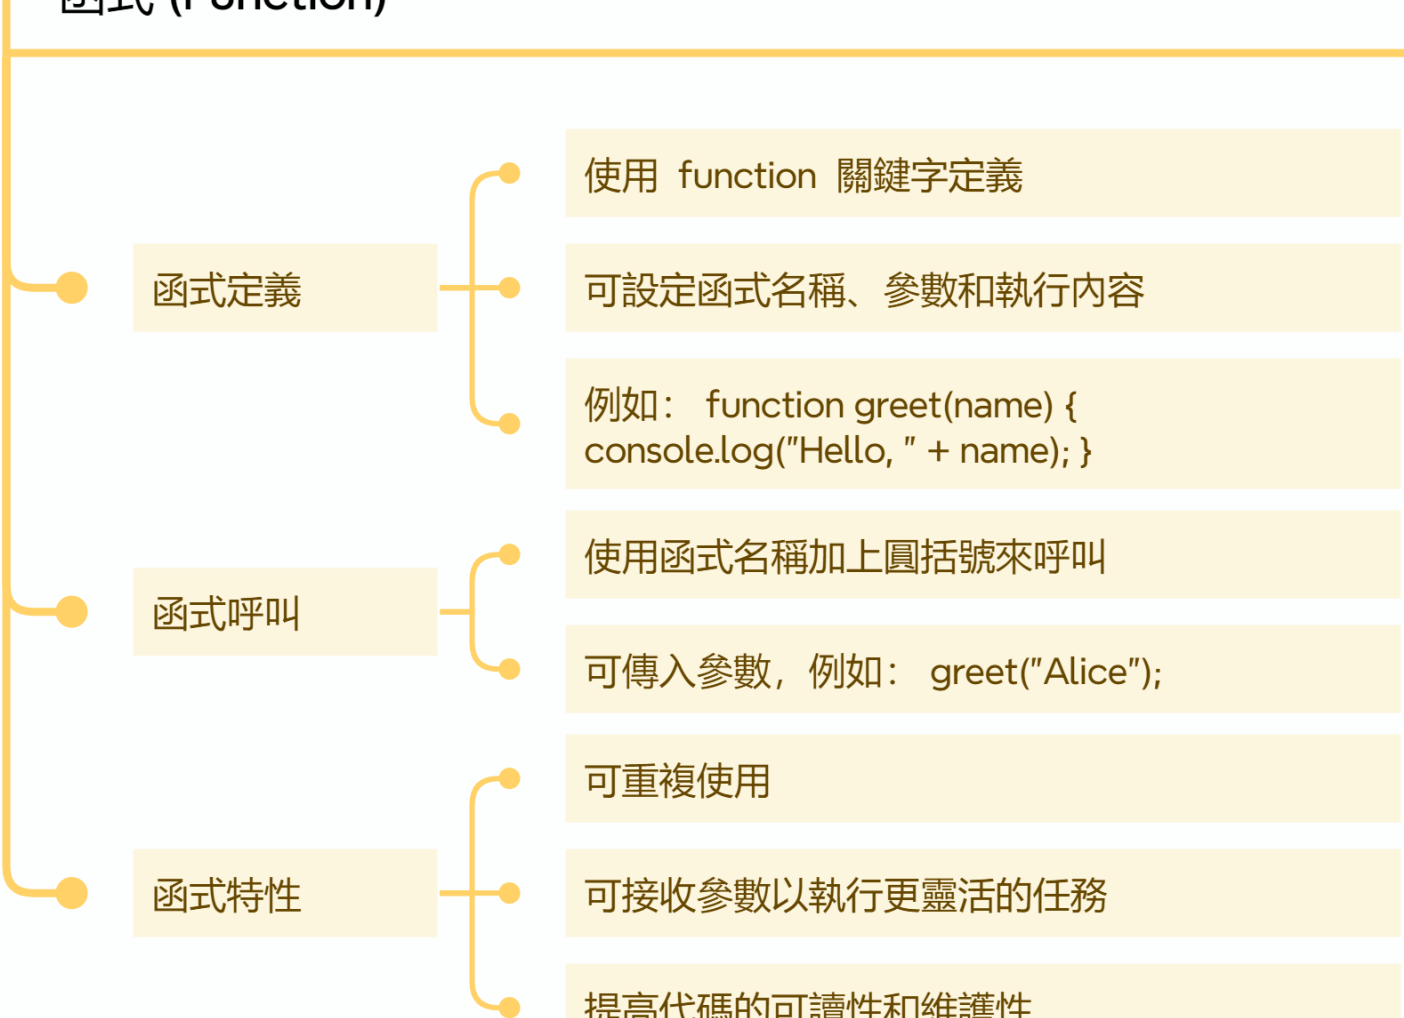 函式 (Function)
函式定義
使用 function 關鍵字定義
可設定函式名稱、參數和執行內容
例如： function greet(name) {
console.log("Hello, " + name); }
函式呼叫
使用函式名稱加上圓括號來呼叫
可傳入參數，例如： greet("Alice");
函式特性
可重複使用
可接收參數以執行更靈活的任務
提高代碼的可讀性和維護性